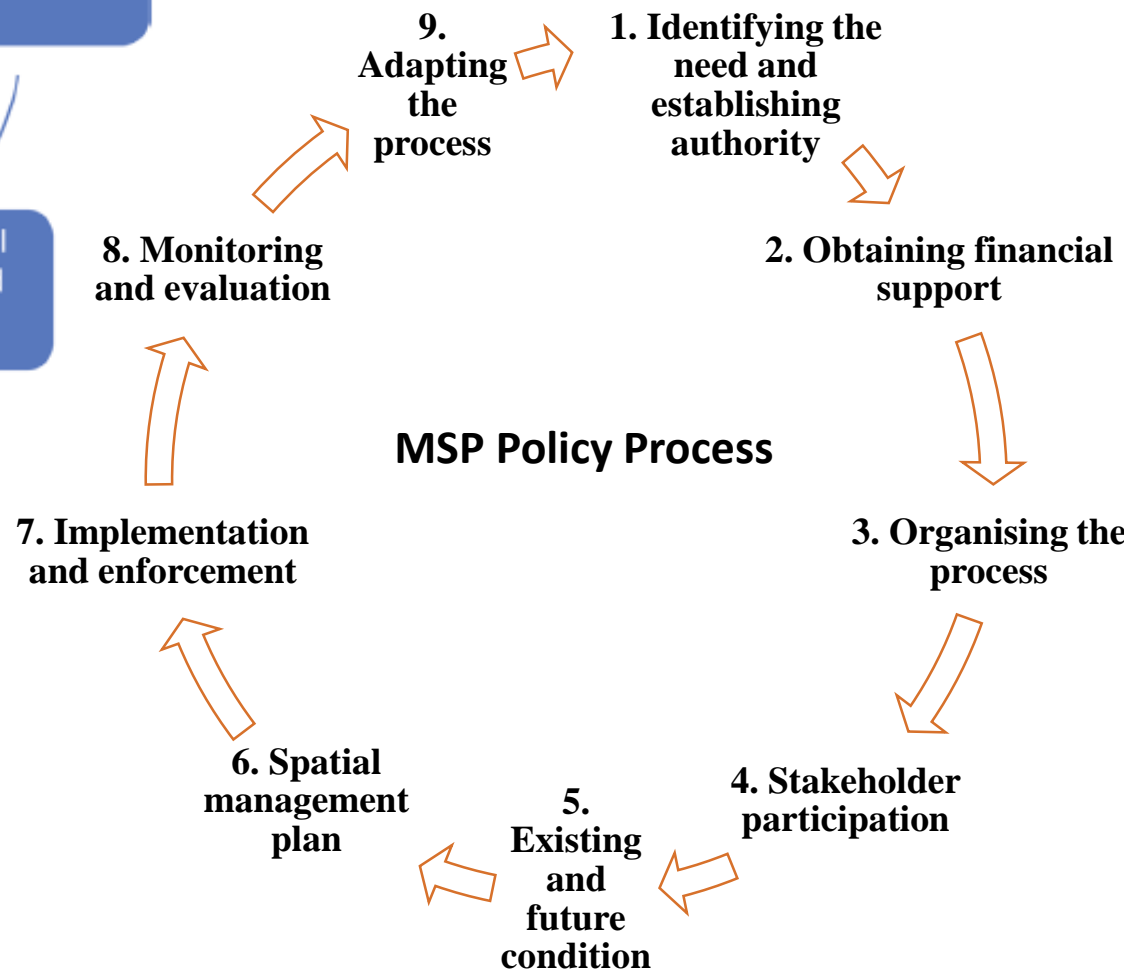 1. Identifying the
need and
establishing
authority
2. Obtaining financial
support
3. Organising the
process
4. Stakeholder
participation
5.
Existing
and
future
condition
6. Spatial
management
plan
7. Implementation
and enforcement
8. Monitoring
and evaluation
9.
Adapting
the
process
MSP Policy Process